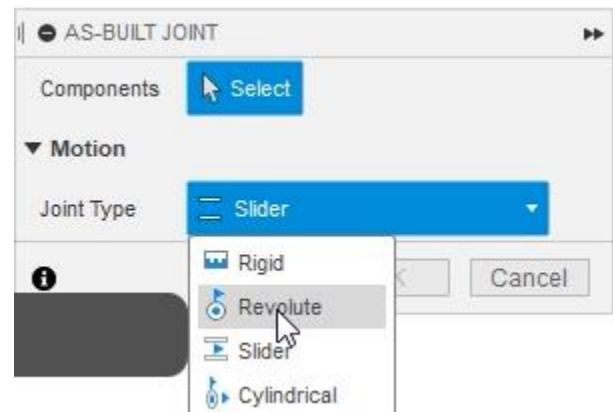 AS-BUILT JOINT
Components Select
Motion
Joint Type Slider
Rigid
Cancel
Revolute
Slider
Cylindrical